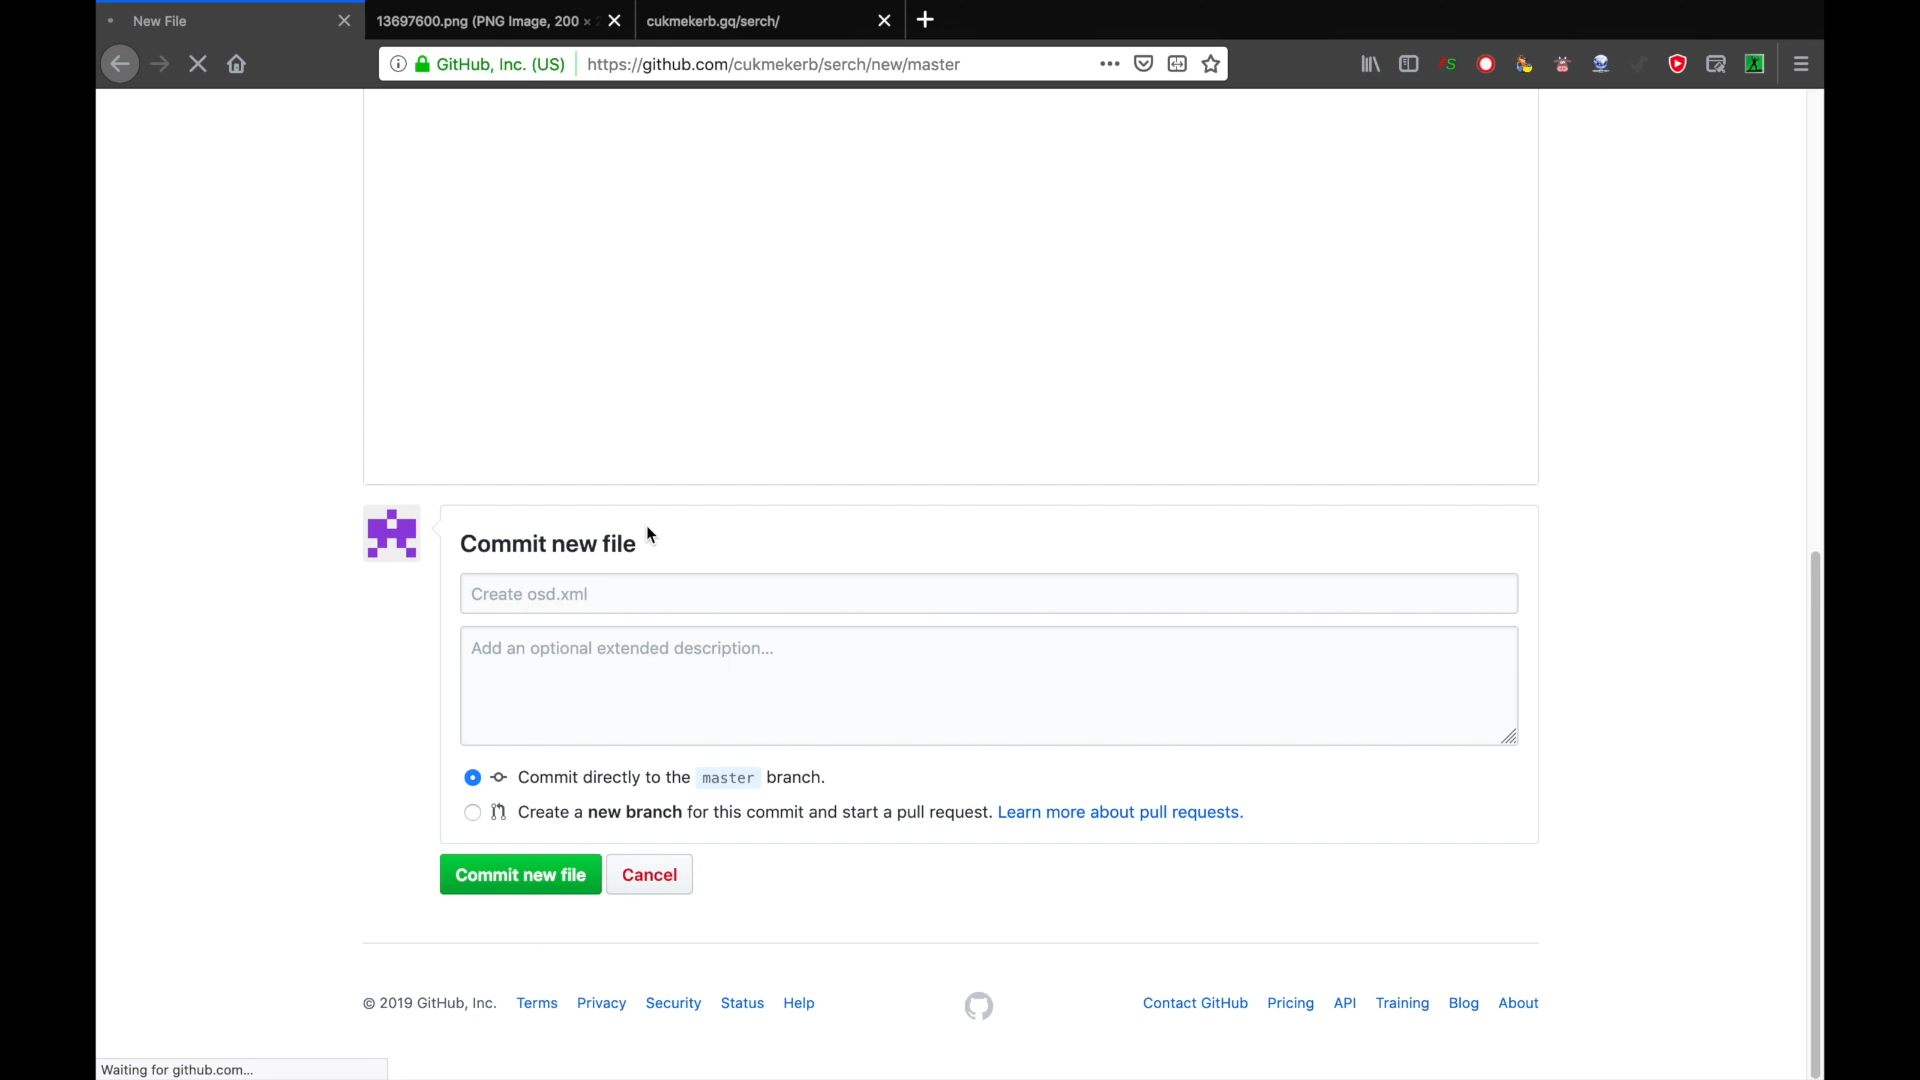 New File
13697600.png (PNG Image, 200 ×
cukmekerb.gq/serch/
GitHub, Inc. (US)
https://github.com/cukmekerb/serch/new/master
Commit new file
Create osd.xml
Add an optional extended description...
Commit directly to the master branch.
Create a new branch for this commit and start a pull request. Learn more about pull requests.
Commit new file
Cancel
© 2019 GitHub, Inc. Terms Privacy Security Status Help
Contact GitHub Pricing API Training Blog About
Waiting for github.com...